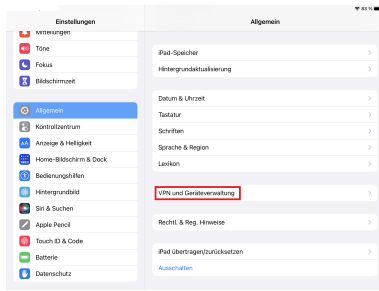 83 %
Einstellungen
Allgemein
Mitteilungen
Töne
Fokus
Bildschirmzeit
Allgemein
Kontrollzentrum
AA Anzeige & Helligkeit
Home-Bildschirm & Dock
Bedienungshilfen
Hintergrundbild
Siri & Suchen
Apple Pencil
Touch ID & Code
Batterie
Datenschutz
iPad-Speicher
Hintergrundaktualisierung
Datum & Uhrzeit
Tastatur
Schriften
Sprache & Region
Lexikon
VPN und Geräteverwaltung
Rechtl. & Reg. Hinweise
iPad übertragen/zurücksetzen
Ausschalten